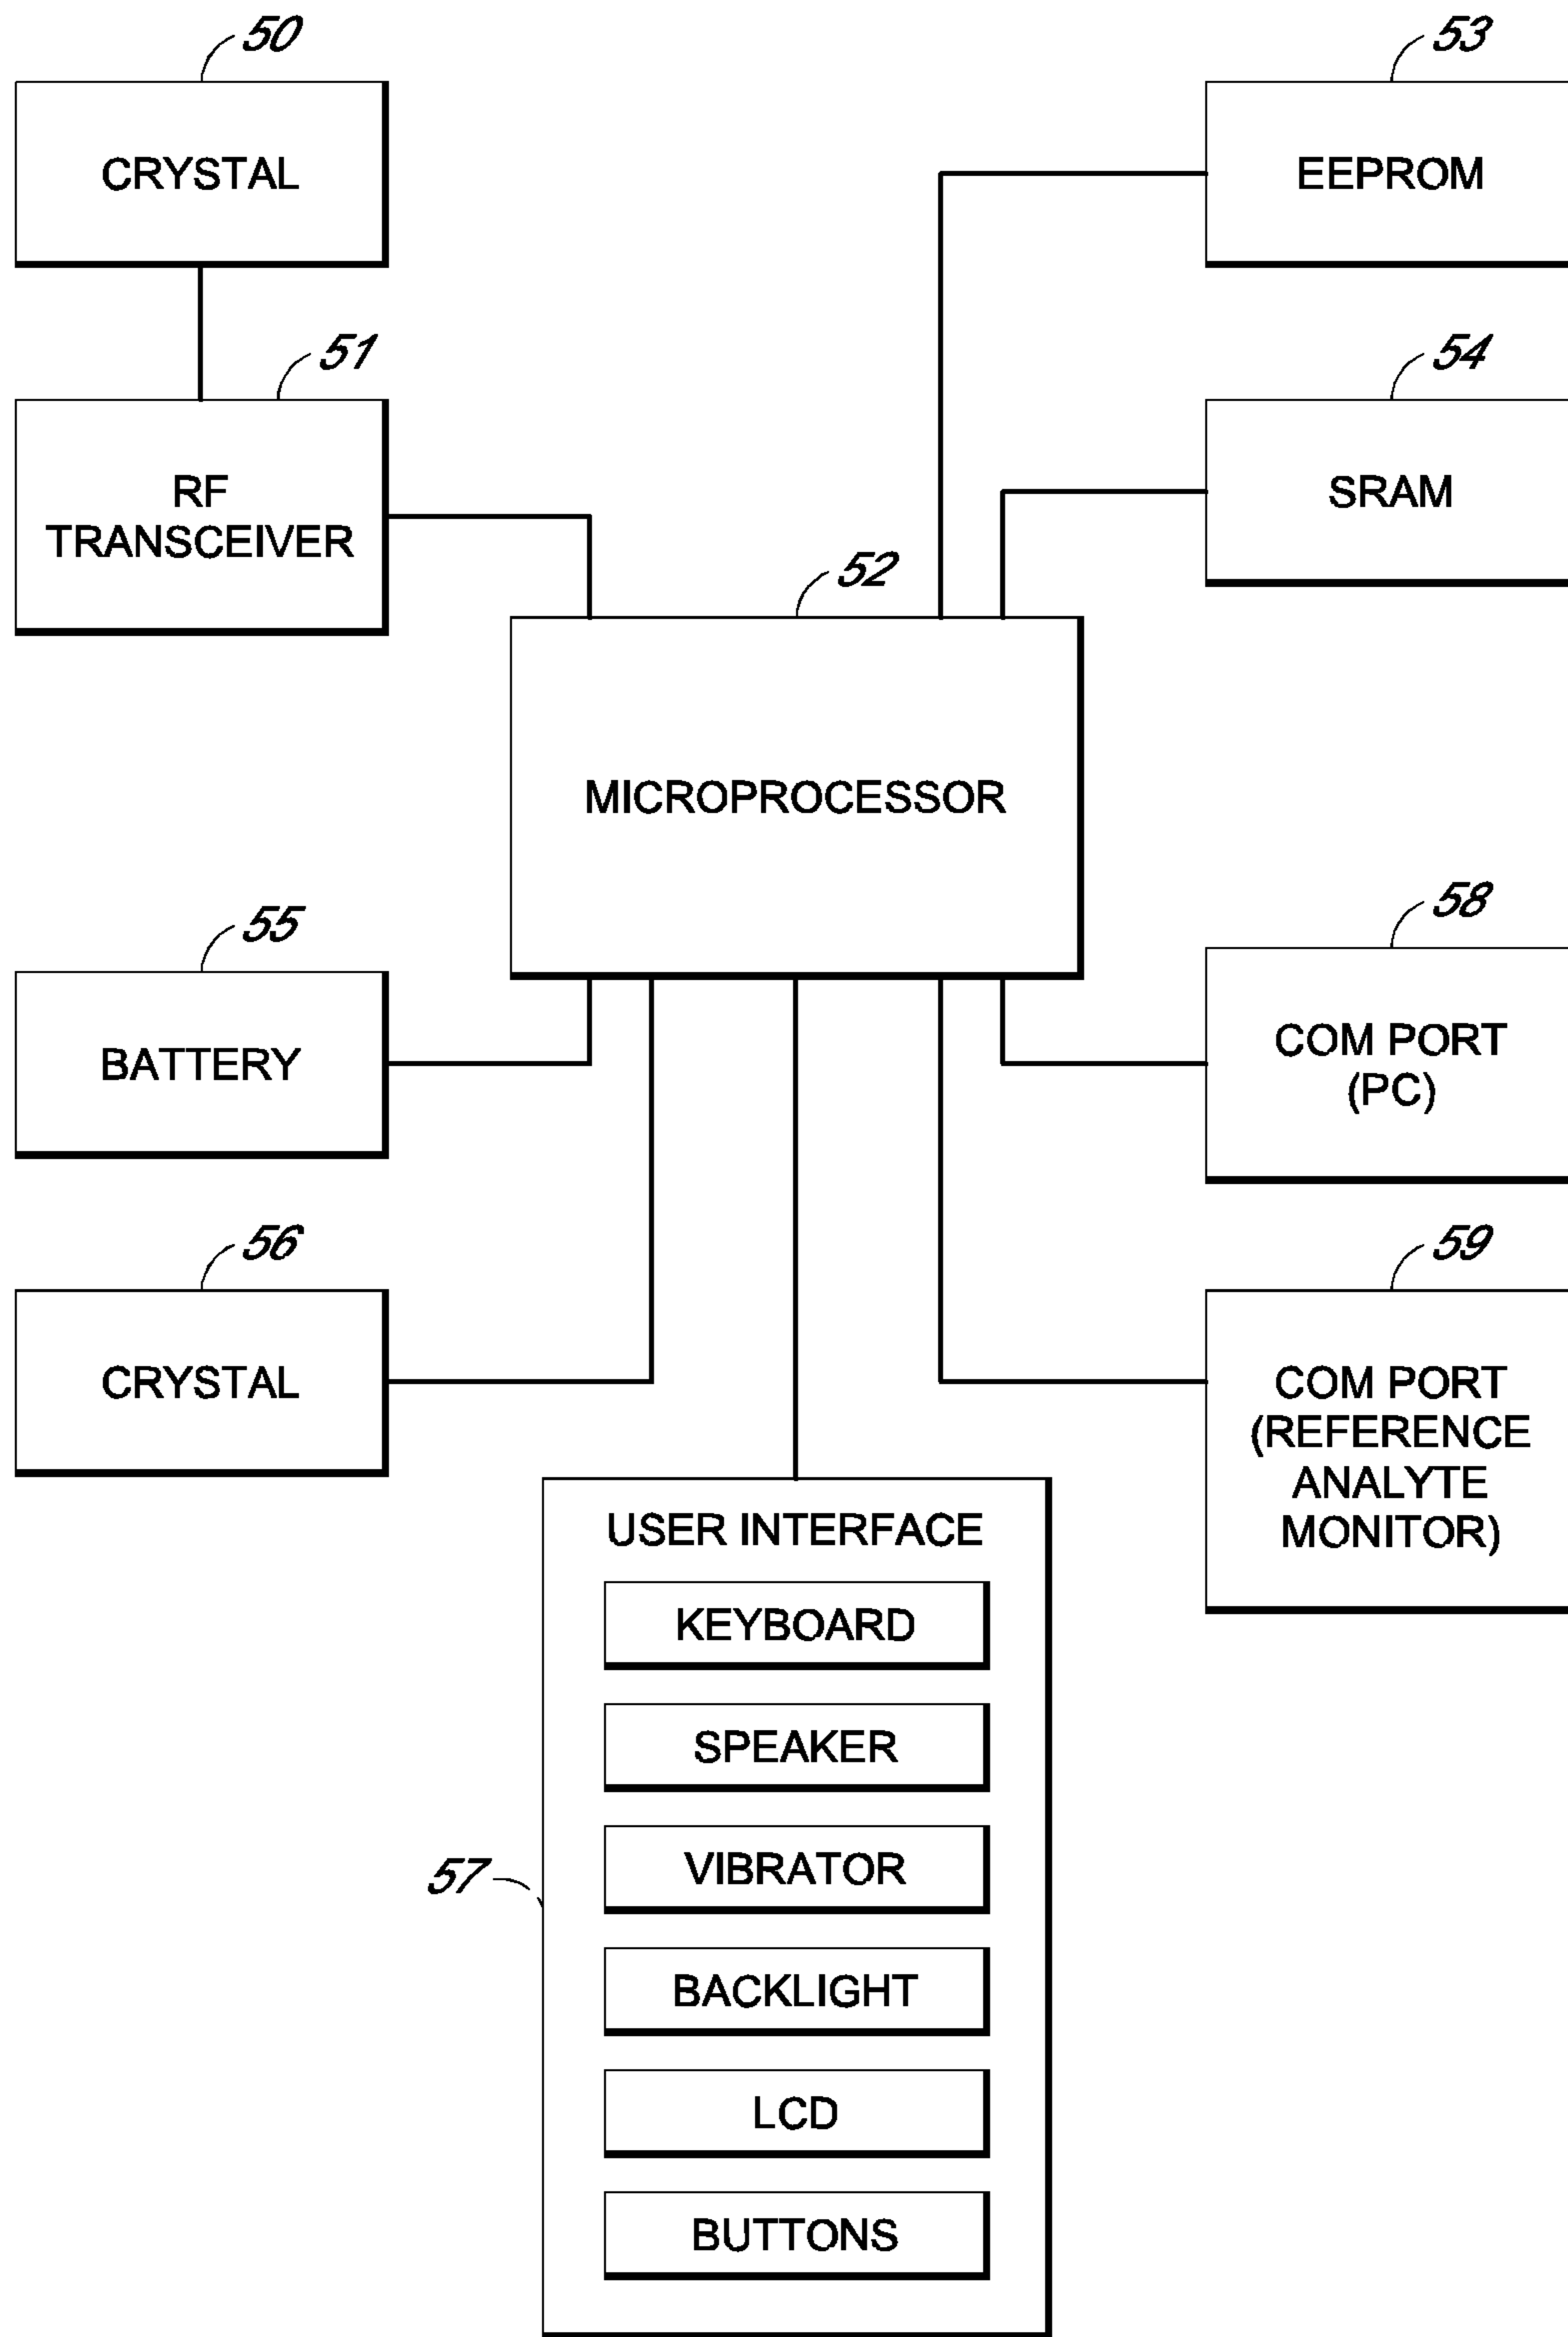 50
CRYSTAL
53
EEPROM
51
RF
TRANSCEIVER
54
SRAM
52
MICROPROCESSOR
55
BATTERY
58
COM PORT
(PC)
56
CRYSTAL
59
COM PORT
(REFERENCE
ANALYTE
MONITOR)
57
USER INTERFACE
KEYBOARD
SPEAKER
VIBRATOR
BACKLIGHT
LCD
BUTTONS